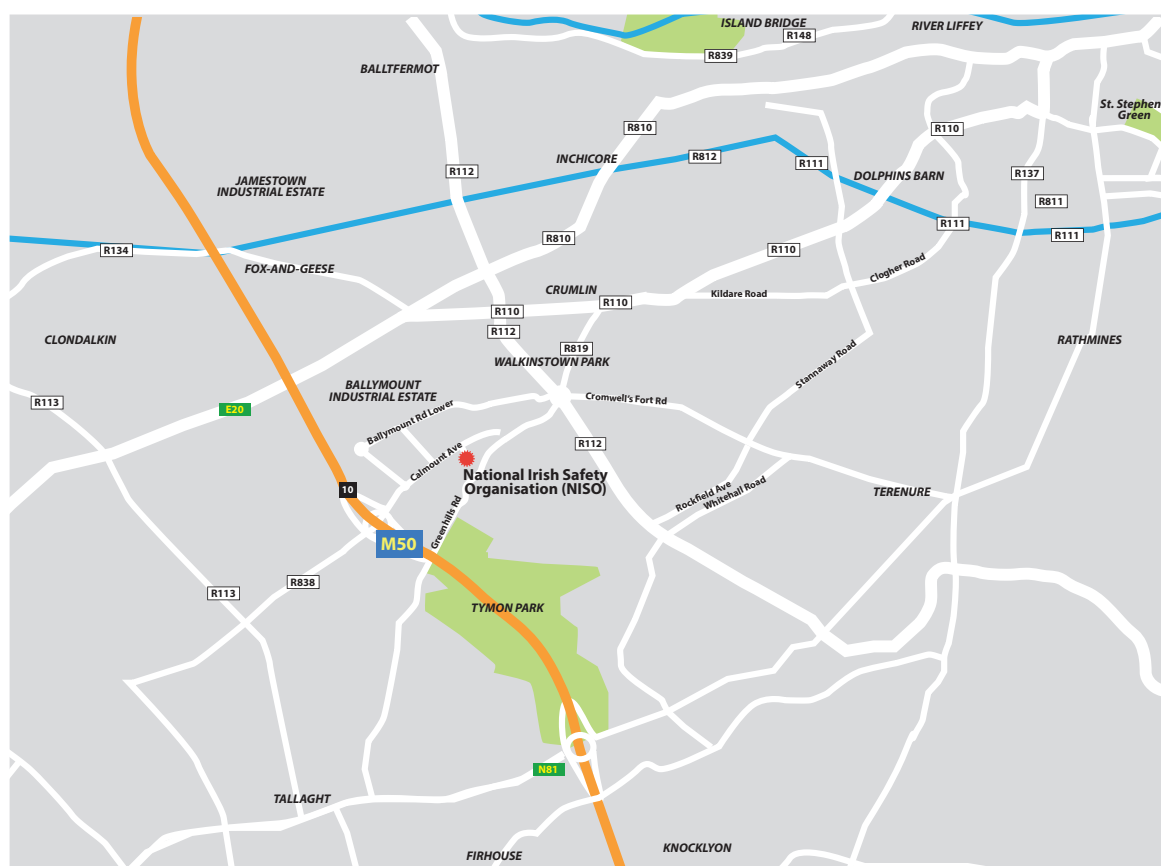 ISLAND BRIDGE
RIVER LIFFEY
R148
R839
BALLTFERMOT
St. Stephen
Green
R810
R110
INCHICORE
R812
R111
R112
DOLPHINS BARN
R137
JAMESTOWN
INDUSTRIAL ESTATE
R811
R111
R111
R810
R134
R110
FOX-AND-GEESE
Clogher Road
CRUMLIN
Kildare Road
R110
R110
R112
CLONDALKIN
RATHMINES
R819
WALKINSTOWN PARK
Stannaway Road
BALLYMOUNT
INDUSTRIAL ESTATE
Cromwell's Fort Rd
R113
E20
Ballymount Rd Lower
R112
Calmount Ave
National Irish Safety
Organisation (NISO)
10
Rockfield Ave
Whitehall Road
TERENURE
Greenhills Rd
M50
R838
R113
TYMON PARK
N81
TALLAGHT
KNOCKLYON
FIRHOUSE